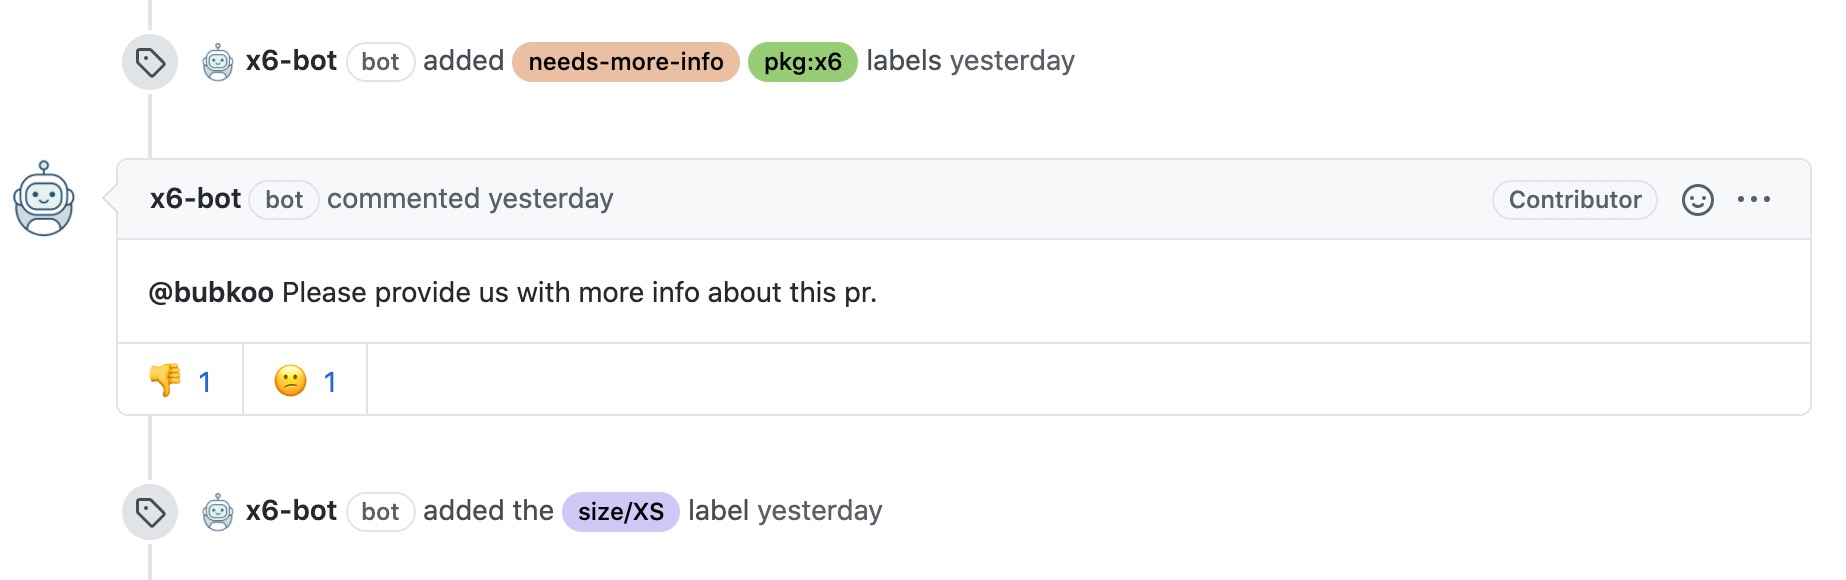 x6-bot bot added needs-more-info pkg:x6 labels yesterday
x6-bot bot commented yesterday Contributor
@bubkoo Please provide us with more info about this pr.
👎 1 😕 1
x6-bot bot added the size/XS label yesterday